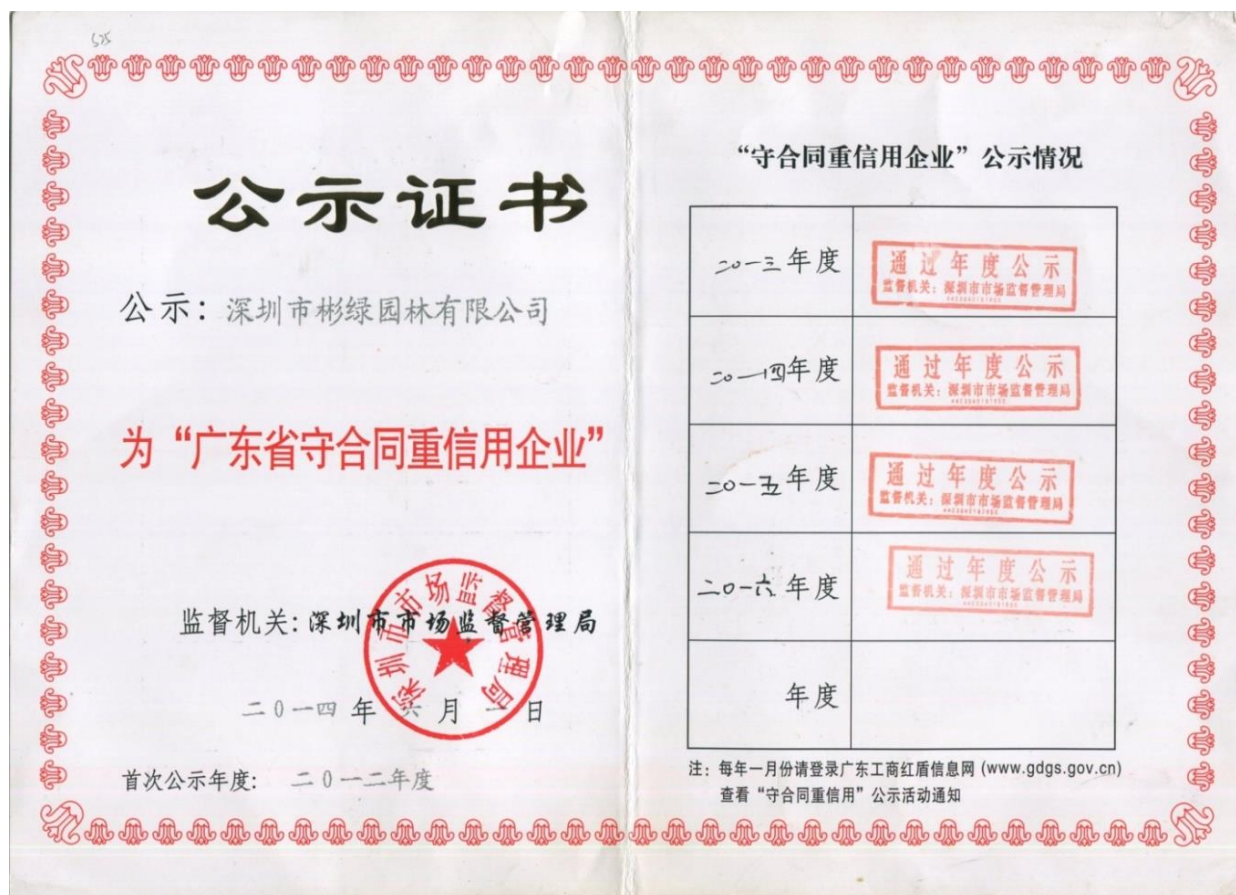 525
公示证书
公示：深圳市彬绿园林有限公司
为“广东省守合同重信用企业”
监督机关：深圳市市场监督管理局
深圳市市场监督管理局
二0一四年六月一日
首次公示年度：二0一二年度
“守合同重信用企业”公示情况
二0一三年度
通过年度公示
监督机关：深圳市市场监督管理局
二0一四年度
通过年度公示
监督机关：深圳市市场监督管理局
二0一五年度
通过年度公示
监督机关：深圳市市场监督管理局
二0一六年度
通过年度公示
监督机关：深圳市市场监督管理局
年度
注：每年一月份请登录广东工商红盾信息网(www.gdgs.gov.cn)
查看“守合同重信用”公示活动通知